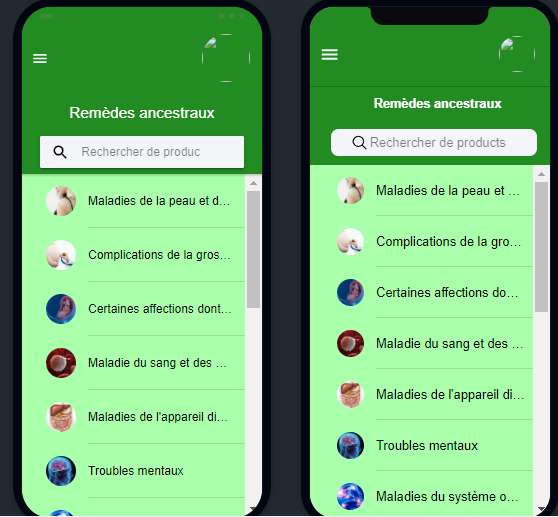 Remèdes ancestraux
Rechercher de produc
Maladies de la peau et d...
Complications de la gros...
Certaines affections dont...
Maladie du sang et des ...
Maladies de l'appareil di...
Troubles mentaux
Remèdes ancestraux
Rechercher de products
Maladies de la peau et ...
Complications de la gro...
Certaines affections do...
Maladie du sang et des ...
Maladies de l'appareil di...
Troubles mentaux
Maladies du système o...